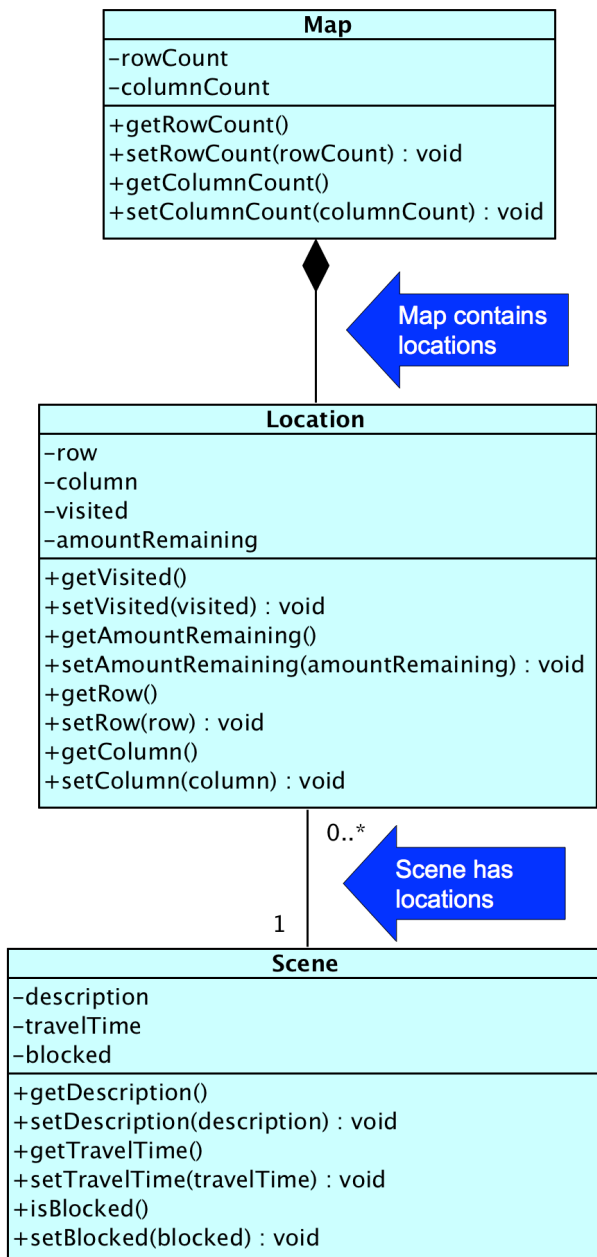 Map
-rowCount
-columnCount
+getRowCount()
+setRowCount(rowCount) : void
+getColumnCount()
+setColumnCount(columnCount) : void
Map contains
locations
Location
-row
-column
-visited
-amountRemaining
+getVisited()
+setVisited(visited) : void
+getAmountRemaining()
+setAmountRemaining(amountRemaining) : void
+getRow()
+setRow(row) : void
+getColumn()
+setColumn(column) : void
0..*
Scene has
locations
1
Scene
-description
-travelTime
-blocked
+getDescription()
+setDescription(description) : void
+getTravelTime()
+setTravelTime(travelTime) : void
+isBlocked()
+setBlocked(blocked) : void